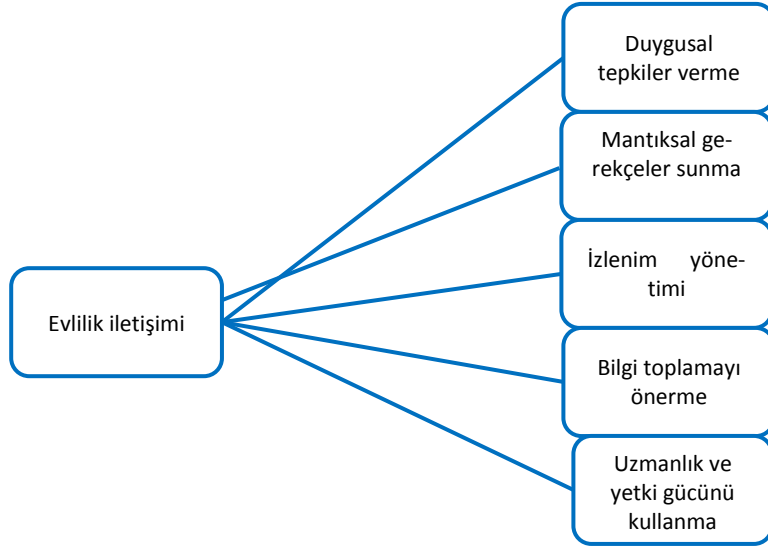 Duygusal
tepkiler verme
Mantıksal ge-
rekçeler sunma
İzlenim yöne-
timi
Evlilik iletişimi
Bilgi toplamayı
önerme
Uzmanlık ve
yetki gücünü
kullanma